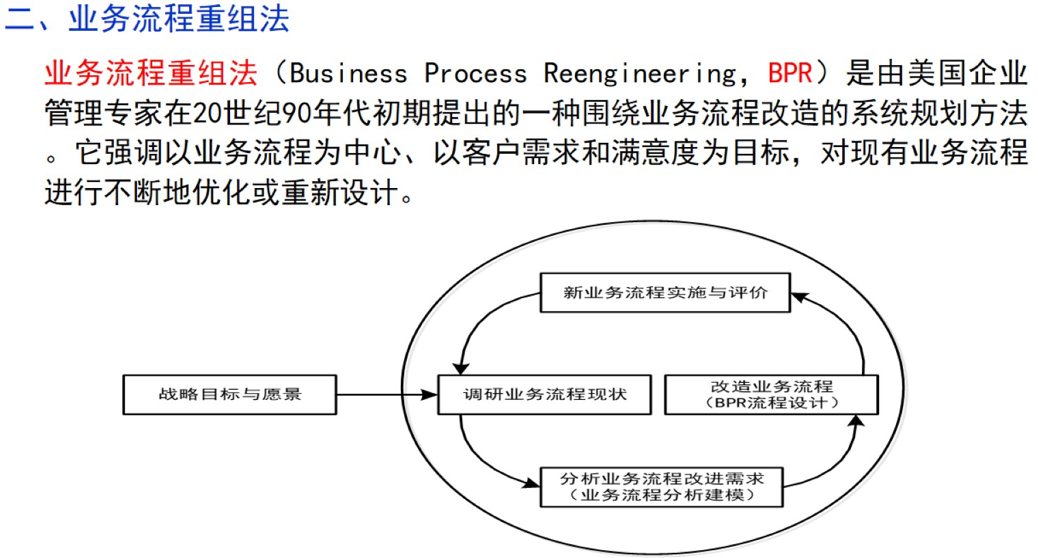 二、业务流程重组法
业务流程重组法（Business Process Reengineering，BPR）是由美国企业
管理专家在20世纪90年代初期提出的一种围绕业务流程改造的系统规划方法
。它强调以业务流程为中心、以客户需求和满意度为目标，对现有业务流程
进行不断地优化或重新设计。
新业务流程实施与评价
战略目标与愿景
调研业务流程现状
改造业务流程
（BPR流程设计）
分析业务流程改进需求
（业务流程分析建模）